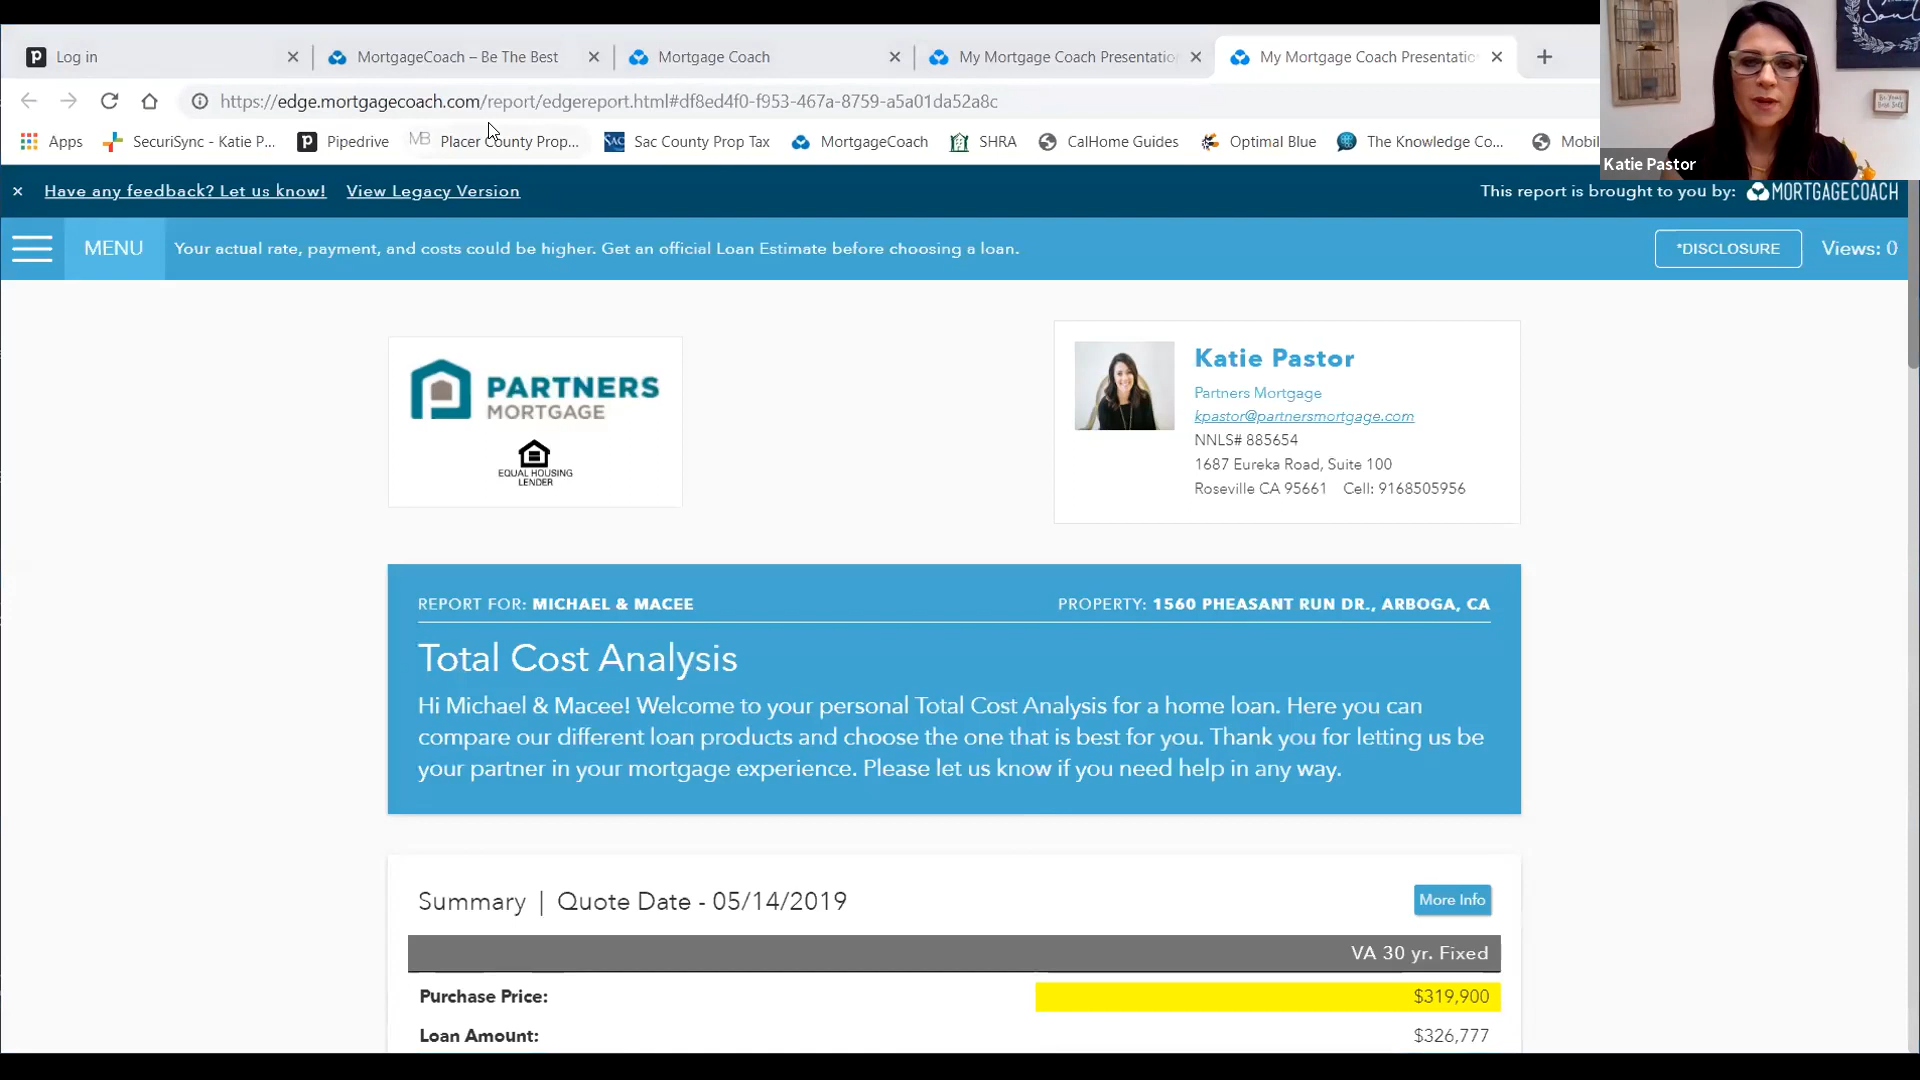 Log in
MortgageCoach – Be The Best
Mortgage Coach
My Mortgage Coach Presentatio
My Mortgage Coach Presentatio
https://edge.mortgagecoach.com/report/edgereport.html#df8ed4f0-f953-467a-8759-a5a01da52a8c
Apps
SecuriSync - Katie P...
Pipedrive
MB Placer County Prop...
SAC Sac County Prop Tax
MortgageCoach
SHRA
CalHome Guides
Optimal Blue
The Knowledge Co...
Mobil
Katie Pastor
Have any feedback? Let us know! View Legacy Version
This report is brought to you by: MORTGAGECOACH
MENU
Your actual rate, payment, and costs could be higher. Get an official Loan Estimate before choosing a loan.
*DISCLOSURE
Views: 0
PARTNERS
MORTGAGE
EQUAL HOUSING
LENDER
Katie Pastor
Partners Mortgage
kpastor@partnersmortgage.com
NNLS# 885654
1687 Eureka Road, Suite 100
Roseville CA 95661 Cell: 9168505956
REPORT FOR: MICHAEL & MACEE
PROPERTY: 1560 PHEASANT RUN DR., ARBOGA, CA
Total Cost Analysis
Hi Michael & Macee! Welcome to your personal Total Cost Analysis for a home loan. Here you can
compare our different loan products and choose the one that is best for you. Thank you for letting us be
your partner in your mortgage experience. Please let us know if you need help in any way.
Summary | Quote Date - 05/14/2019
More Info
VA 30 yr. Fixed
Purchase Price: $319,900
Loan Amount: $326,777